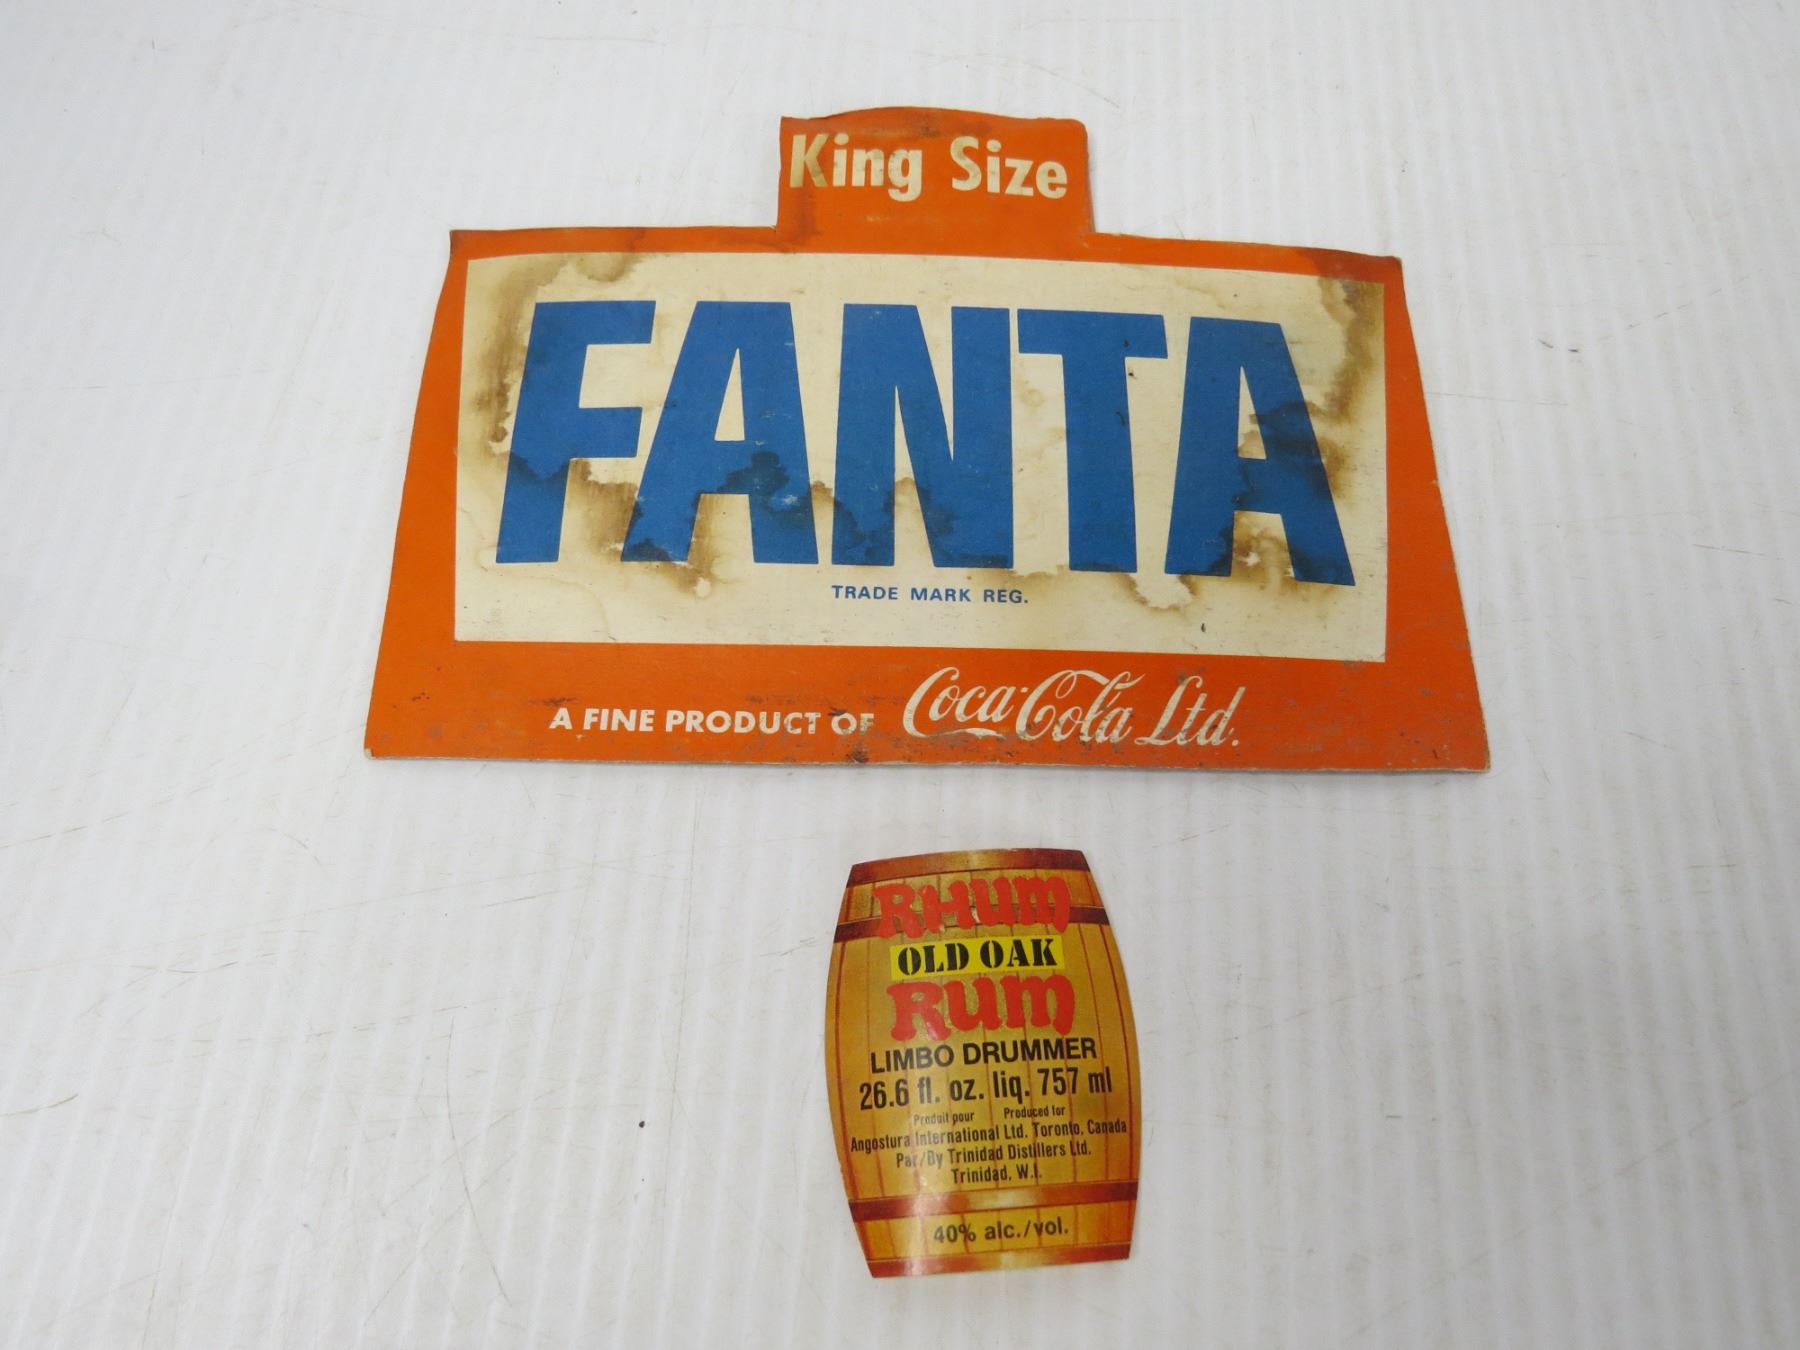 King Size
FANTA
TRADE MARK REG.
A FINE PRODUCT OF Coca-Cola Ltd.
RHUM
OLD OAK
RUM
LIMBO DRUMMER
26.6 fl. oz. liq. 757 ml
Produit pour Produced for
Angostura International Ltd. Toronto, Canada
Par/By Trinidad Distillers Ltd.
Trinidad, W.I.
40% alc./vol.